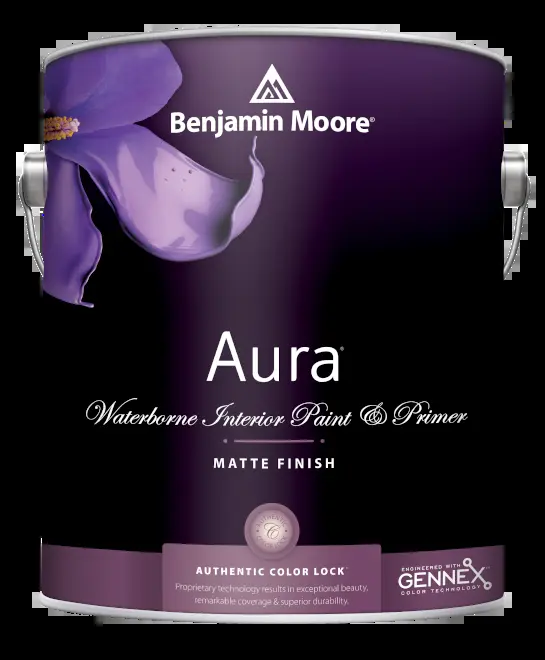 Benjamin Moore®
Aura®
Waterborne Interior Paint & Primer
MATTE FINISH
AUTHENTIC COLOR LOCK™
Proprietary technology results in exceptional beauty,
remarkable coverage & superior durability.
ENGINEERED WITH
GENNEX
COLOR TECHNOLOGY